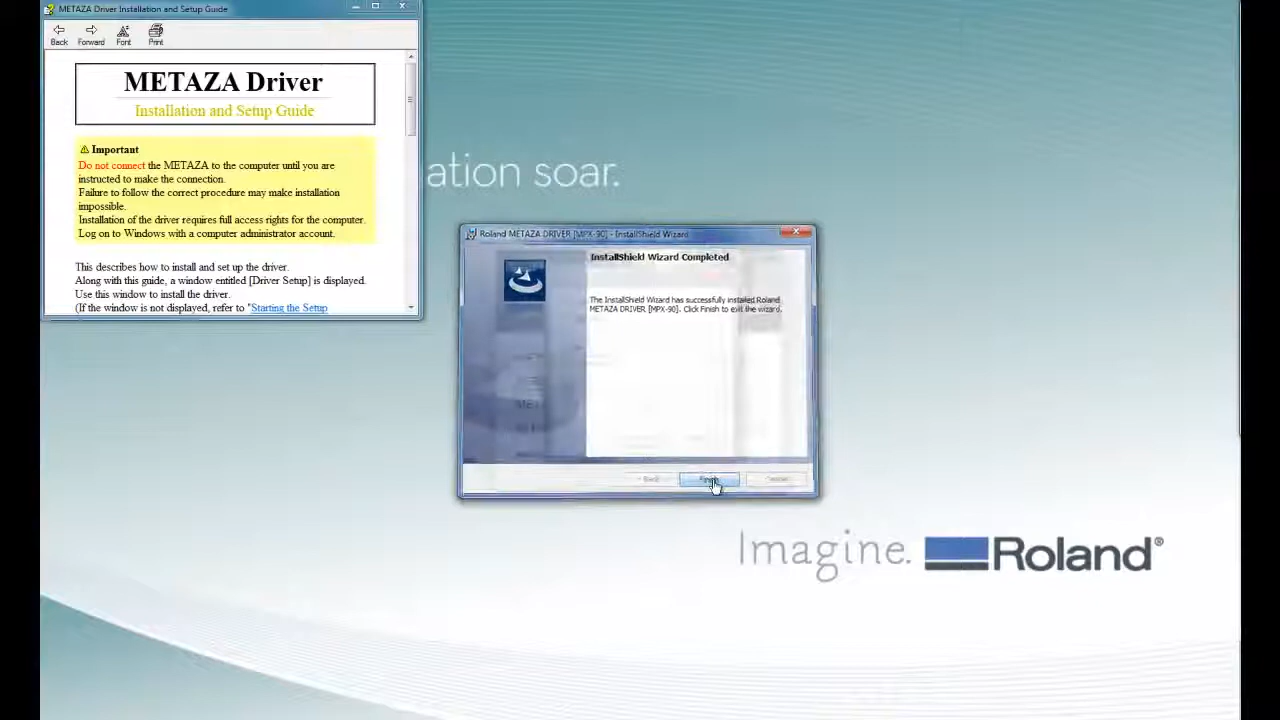 METAZA Driver Installation and Setup Guide
Back Forward Font Print
METAZA Driver
Installation and Setup Guide
Important
Do not connect the METAZA to the computer until you are
instructed to make the connection.
Failure to follow the correct procedure may make installation
impossible.
Installation of the driver requires full access rights for the computer.
Log on to Windows with a computer administrator account.
This describes how to install and set up the driver.
Along with this guide, a window entitled [Driver Setup] is displayed.
Use this window to install the driver.
(If the window is not displayed, refer to "Starting the Setup
ation soar.
Roland METAZA DRIVER [MPX-90] - InstallShield Wizard
InstallShield Wizard Completed
The InstallShield Wizard has successfully installed Roland
METAZA DRIVER [MPX-90]. Click Finish to exit the wizard.
< Back Finish Cancel
Imagine. Roland®